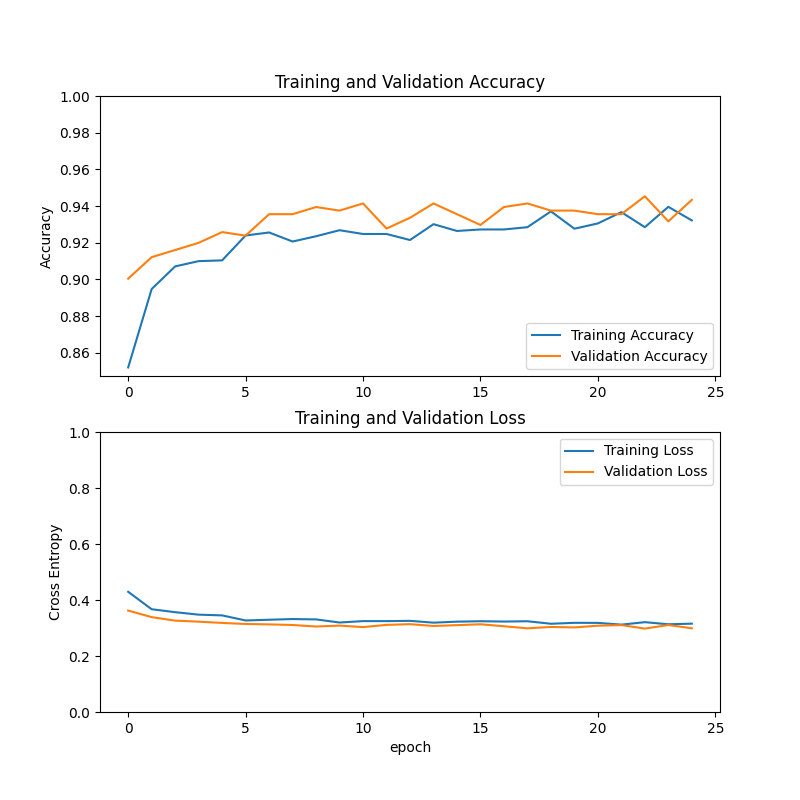 Training and Validation Accuracy
1.00
0.98
0.96
0.94
0.92
0.90
0.88
0.86
Accuracy
Training Accuracy
Validation Accuracy
0 5 10 15 20 25
Training and Validation Loss
1.0
0.8
0.6
0.4
0.2
0.0
Cross Entropy
Training Loss
Validation Loss
0 5 10 15 20 25
epoch